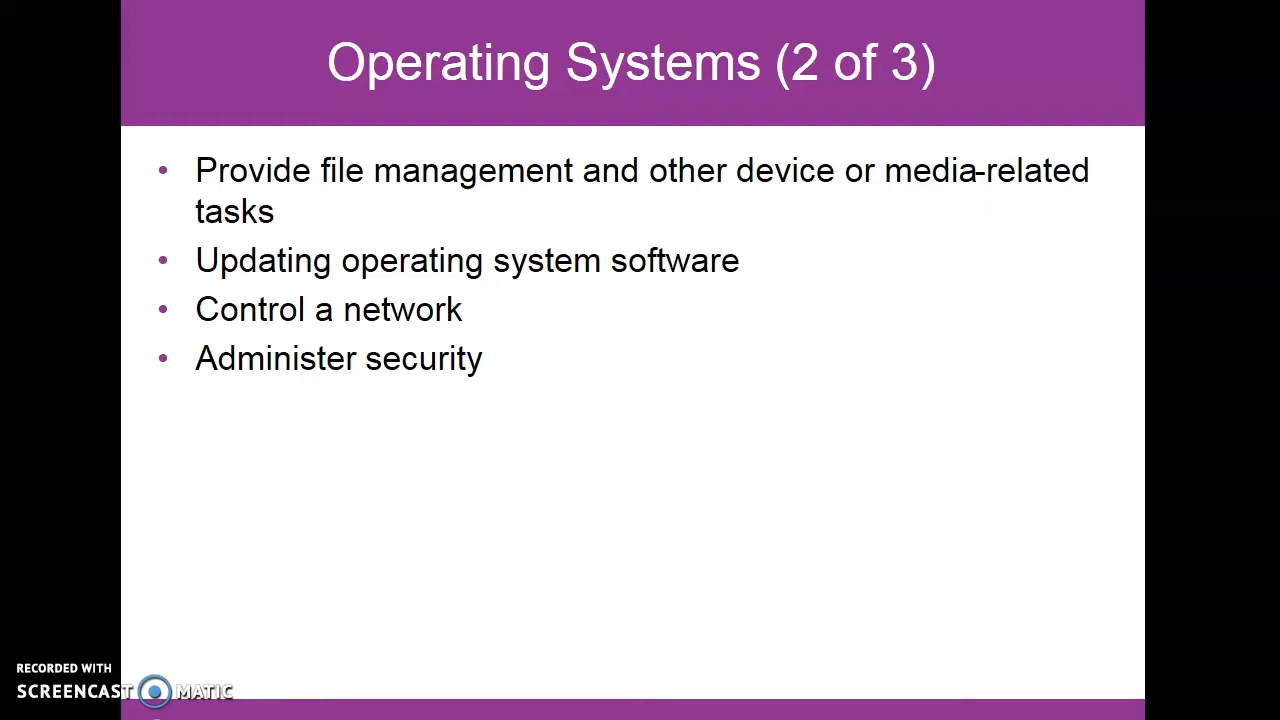 Operating Systems (2 of 3)
• Provide file management and other device or media-related
tasks
• Updating operating system software
• Control a network
• Administer security
RECORDED WITH
SCREENCAST MATIC